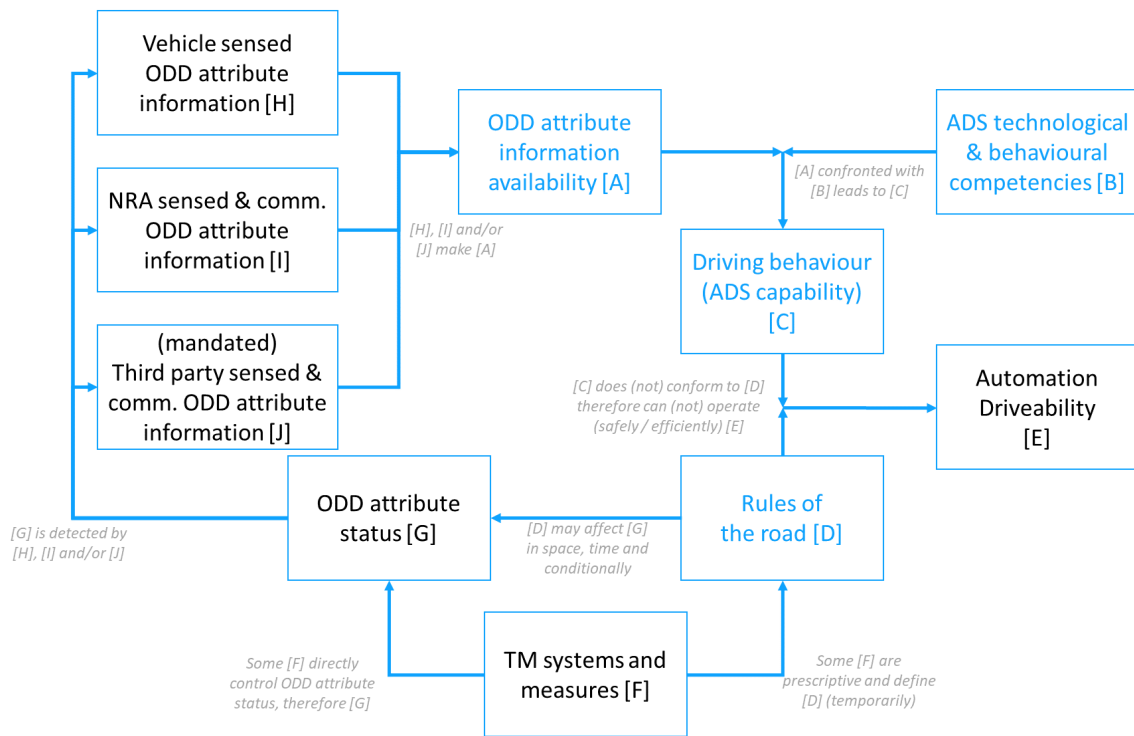 Vehicle sensed
ODD attribute
information [H]
ODD attribute
information
availability [A]
ADS technological
& behavioural
competencies [B]
[A] confronted with
[B] leads to [C]
NRA sensed & comm.
ODD attribute
information [I]
[H], [I] and/or
[J] make [A]
Driving behaviour
(ADS capability)
[C]
(mandated)
Third party sensed &
comm. ODD attribute
information [J]
[C] does (not) conform to [D]
therefore can (not) operate
(safely / efficiently) [E]
Automation
Driveability
[E]
[G] is detected by
[H], [I] and/or [J]
ODD attribute
status [G]
[D] may affect [G]
in space, time and
conditionally
Rules of
the road [D]
Some [F] directly
control ODD attribute
status, therefore [G]
TM systems and
measures [F]
Some [F] are
prescriptive and define
[D] (temporarily)